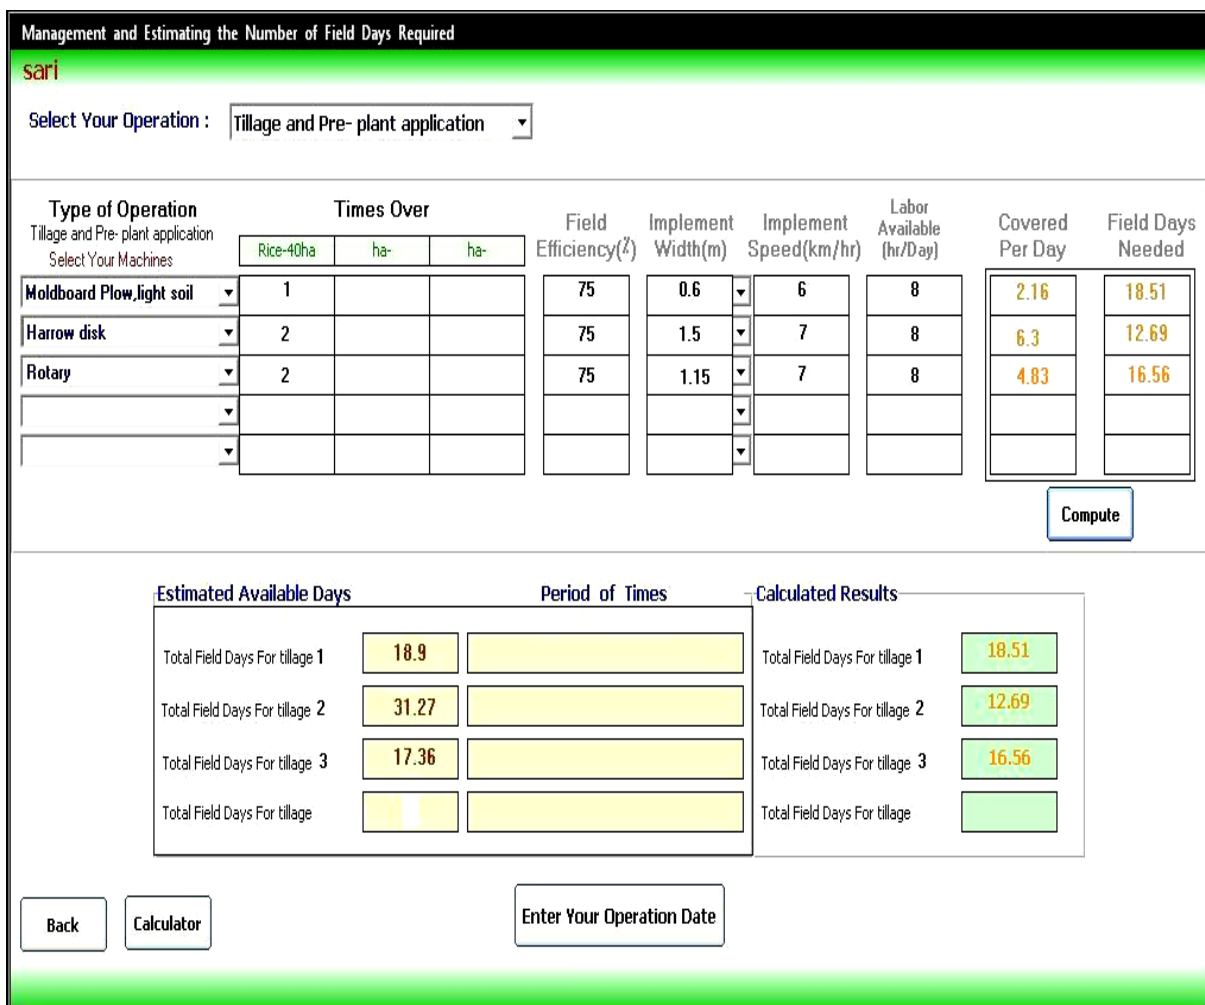 Management and Estimating the Number of Field Days Required
sari
Select Your Operation : Tillage and Pre- plant application
Type of Operation
Tillage and Pre- plant application
Select Your Machines
Times Over
Rice-40ha ha- ha-
Field Efficiency(%)
Implement Width(m)
Implement Speed(km/hr)
Labor Available (hr/Day)
Covered Per Day
Field Days Needed
Moldboard Plow,light soil 1 75 0.6 6 8 2.16 18.51
Harrow disk 2 75 1.5 7 8 6.3 12.69
Rotary 2 75 1.15 7 8 4.83 16.56
Compute
Estimated Available Days Period of Times Calculated Results
Total Field Days For tillage 1 18.9 Total Field Days For tillage 1 18.51
Total Field Days For tillage 2 31.27 Total Field Days For tillage 2 12.69
Total Field Days For tillage 3 17.36 Total Field Days For tillage 3 16.56
Total Field Days For tillage Total Field Days For tillage
Back Calculator Enter Your Operation Date